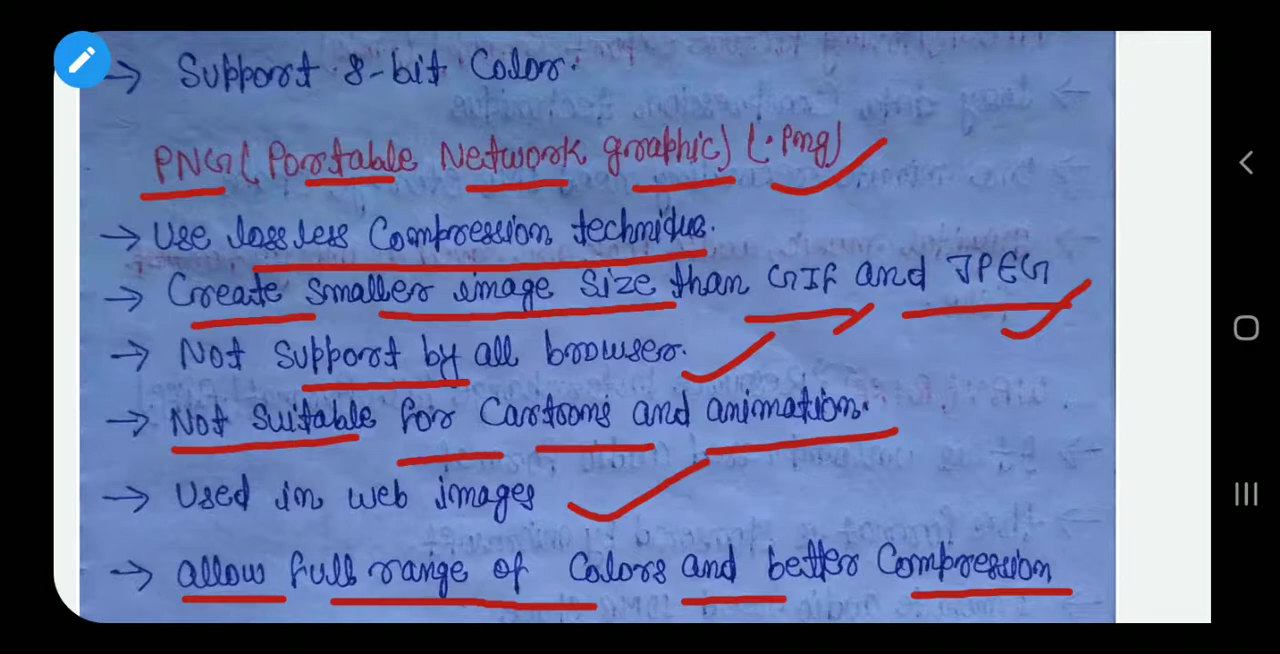 → Support 8-bit Color.
PNG (Portable Network graphic) (.Png)
→ Use lossless Compression technique.
→ Create smaller image size than GIF and JPEG
→ Not support by all browser.
→ Not suitable for Cartoons and animation.
→ Used in web images
→ allow full range of Colors and better Compression